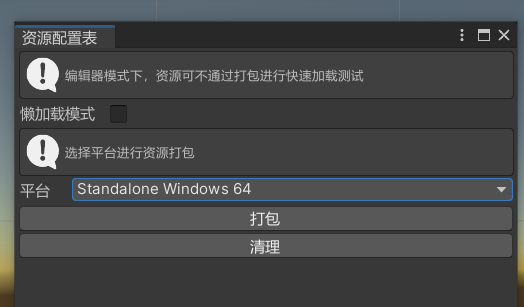 资源配置表
编辑器模式下，资源可不通过打包进行快速加载测试
懒加载模式
选择平台进行资源打包
平台 Standalone Windows 64
打包
清理